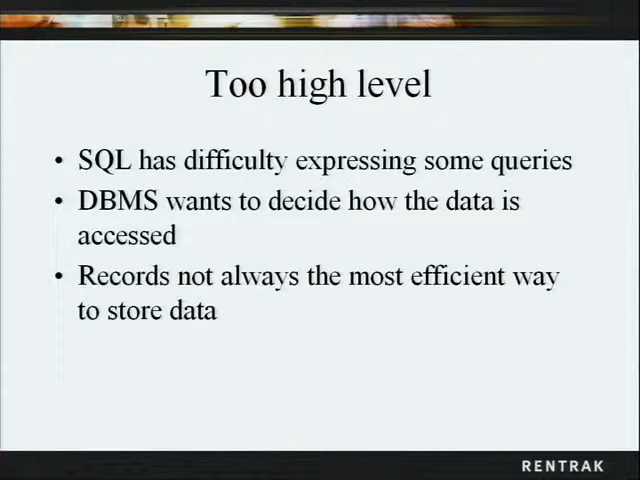 Too high level
• SQL has difficulty expressing some queries
• DBMS wants to decide how the data is
accessed
• Records not always the most efficient way
to store data
RENTRAK